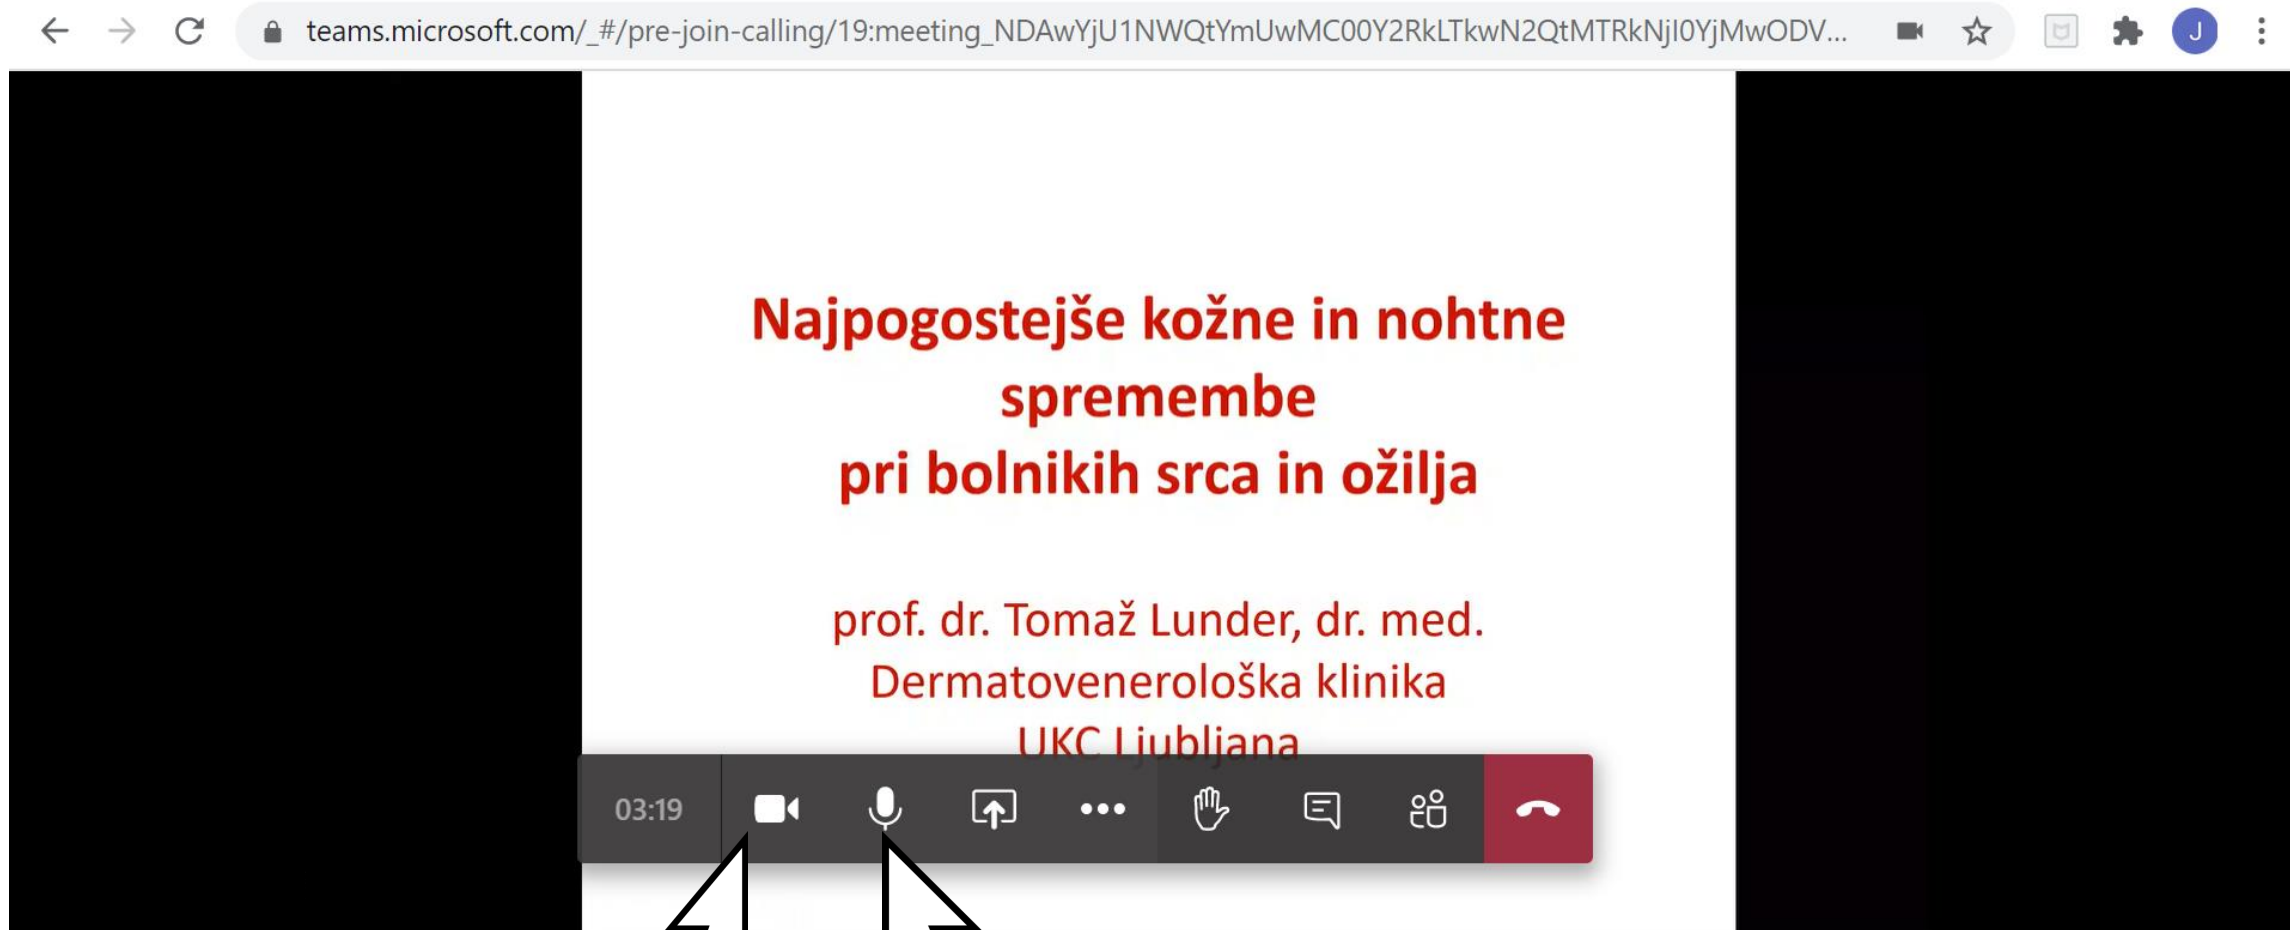 teams.microsoft.com/_#/pre-join-calling/19:meeting_NDAwYjU1NWQtYmUwMC00Y2RkLTkwN2QtMTRkNjI0YjMwODV...
J
Najpogostejše kožne in nohtne
spremembe
pri bolnikih srca in ožilja
prof. dr. Tomaž Lunder, dr. med.
Dermatovenerološka klinika
UKC Ljubljana
03:19